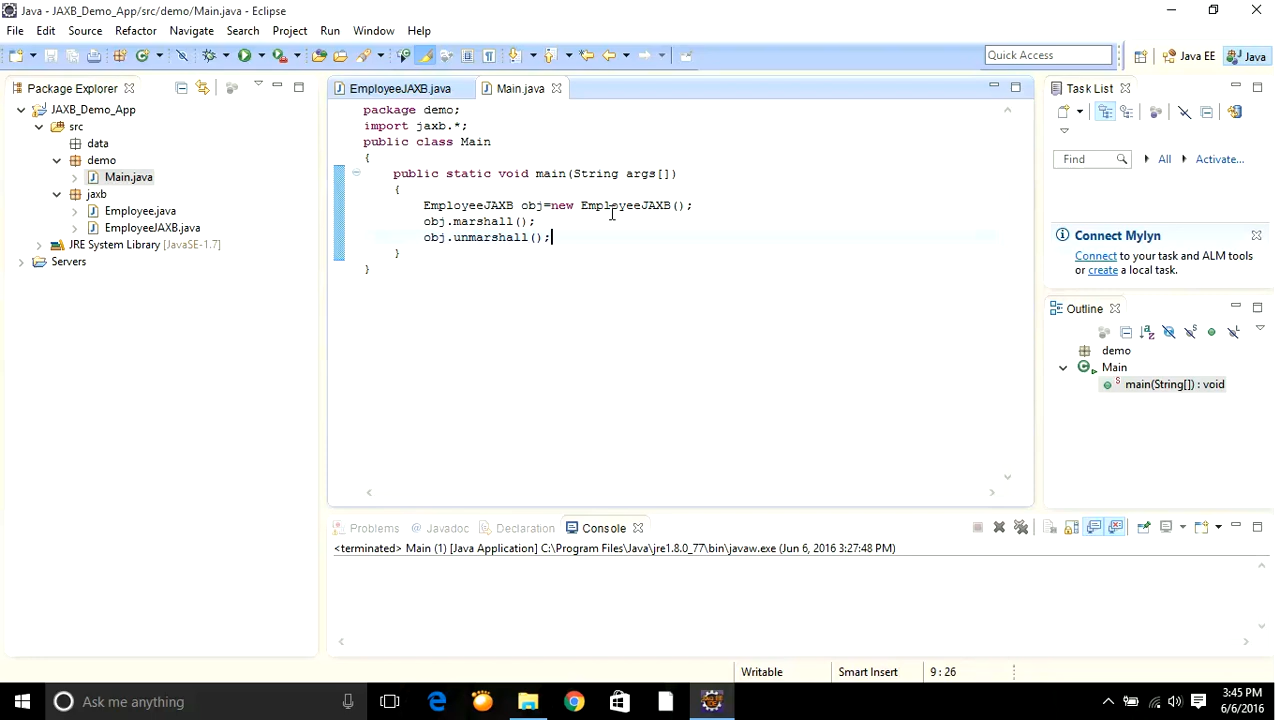 Java - JAXB_Demo_App/src/demo/Main.java - Eclipse
File Edit Source Refactor Navigate Search Project Run Window Help
Quick Access
Java EE
Java
Package Explorer
JAXB_Demo_App
src
data
demo
Main.java
jaxb
Employee.java
EmployeeJAXB.java
JRE System Library [JavaSE-1.7]
Servers
EmployeeJAXB.java
Main.java
package demo;
import jaxb.*;
public class Main
{
public static void main(String args[])
{
EmployeeJAXB obj=new EmployeeJAXB();
obj.marshall();
obj.unmarshall();
}
}
Task List
Find
All
Activate...
Connect Mylyn
Connect to your task and ALM tools
or create a local task.
Outline
demo
Main
main(String[]) : void
Problems
@ Javadoc
Declaration
Console
<terminated> Main (1) [Java Application] C:\Program Files\Java\jre1.8.0_77\bin\javaw.exe (Jun 6, 2016 3:27:48 PM)
Writable
Smart Insert
9 : 26
Ask me anything
3:45 PM
6/6/2016